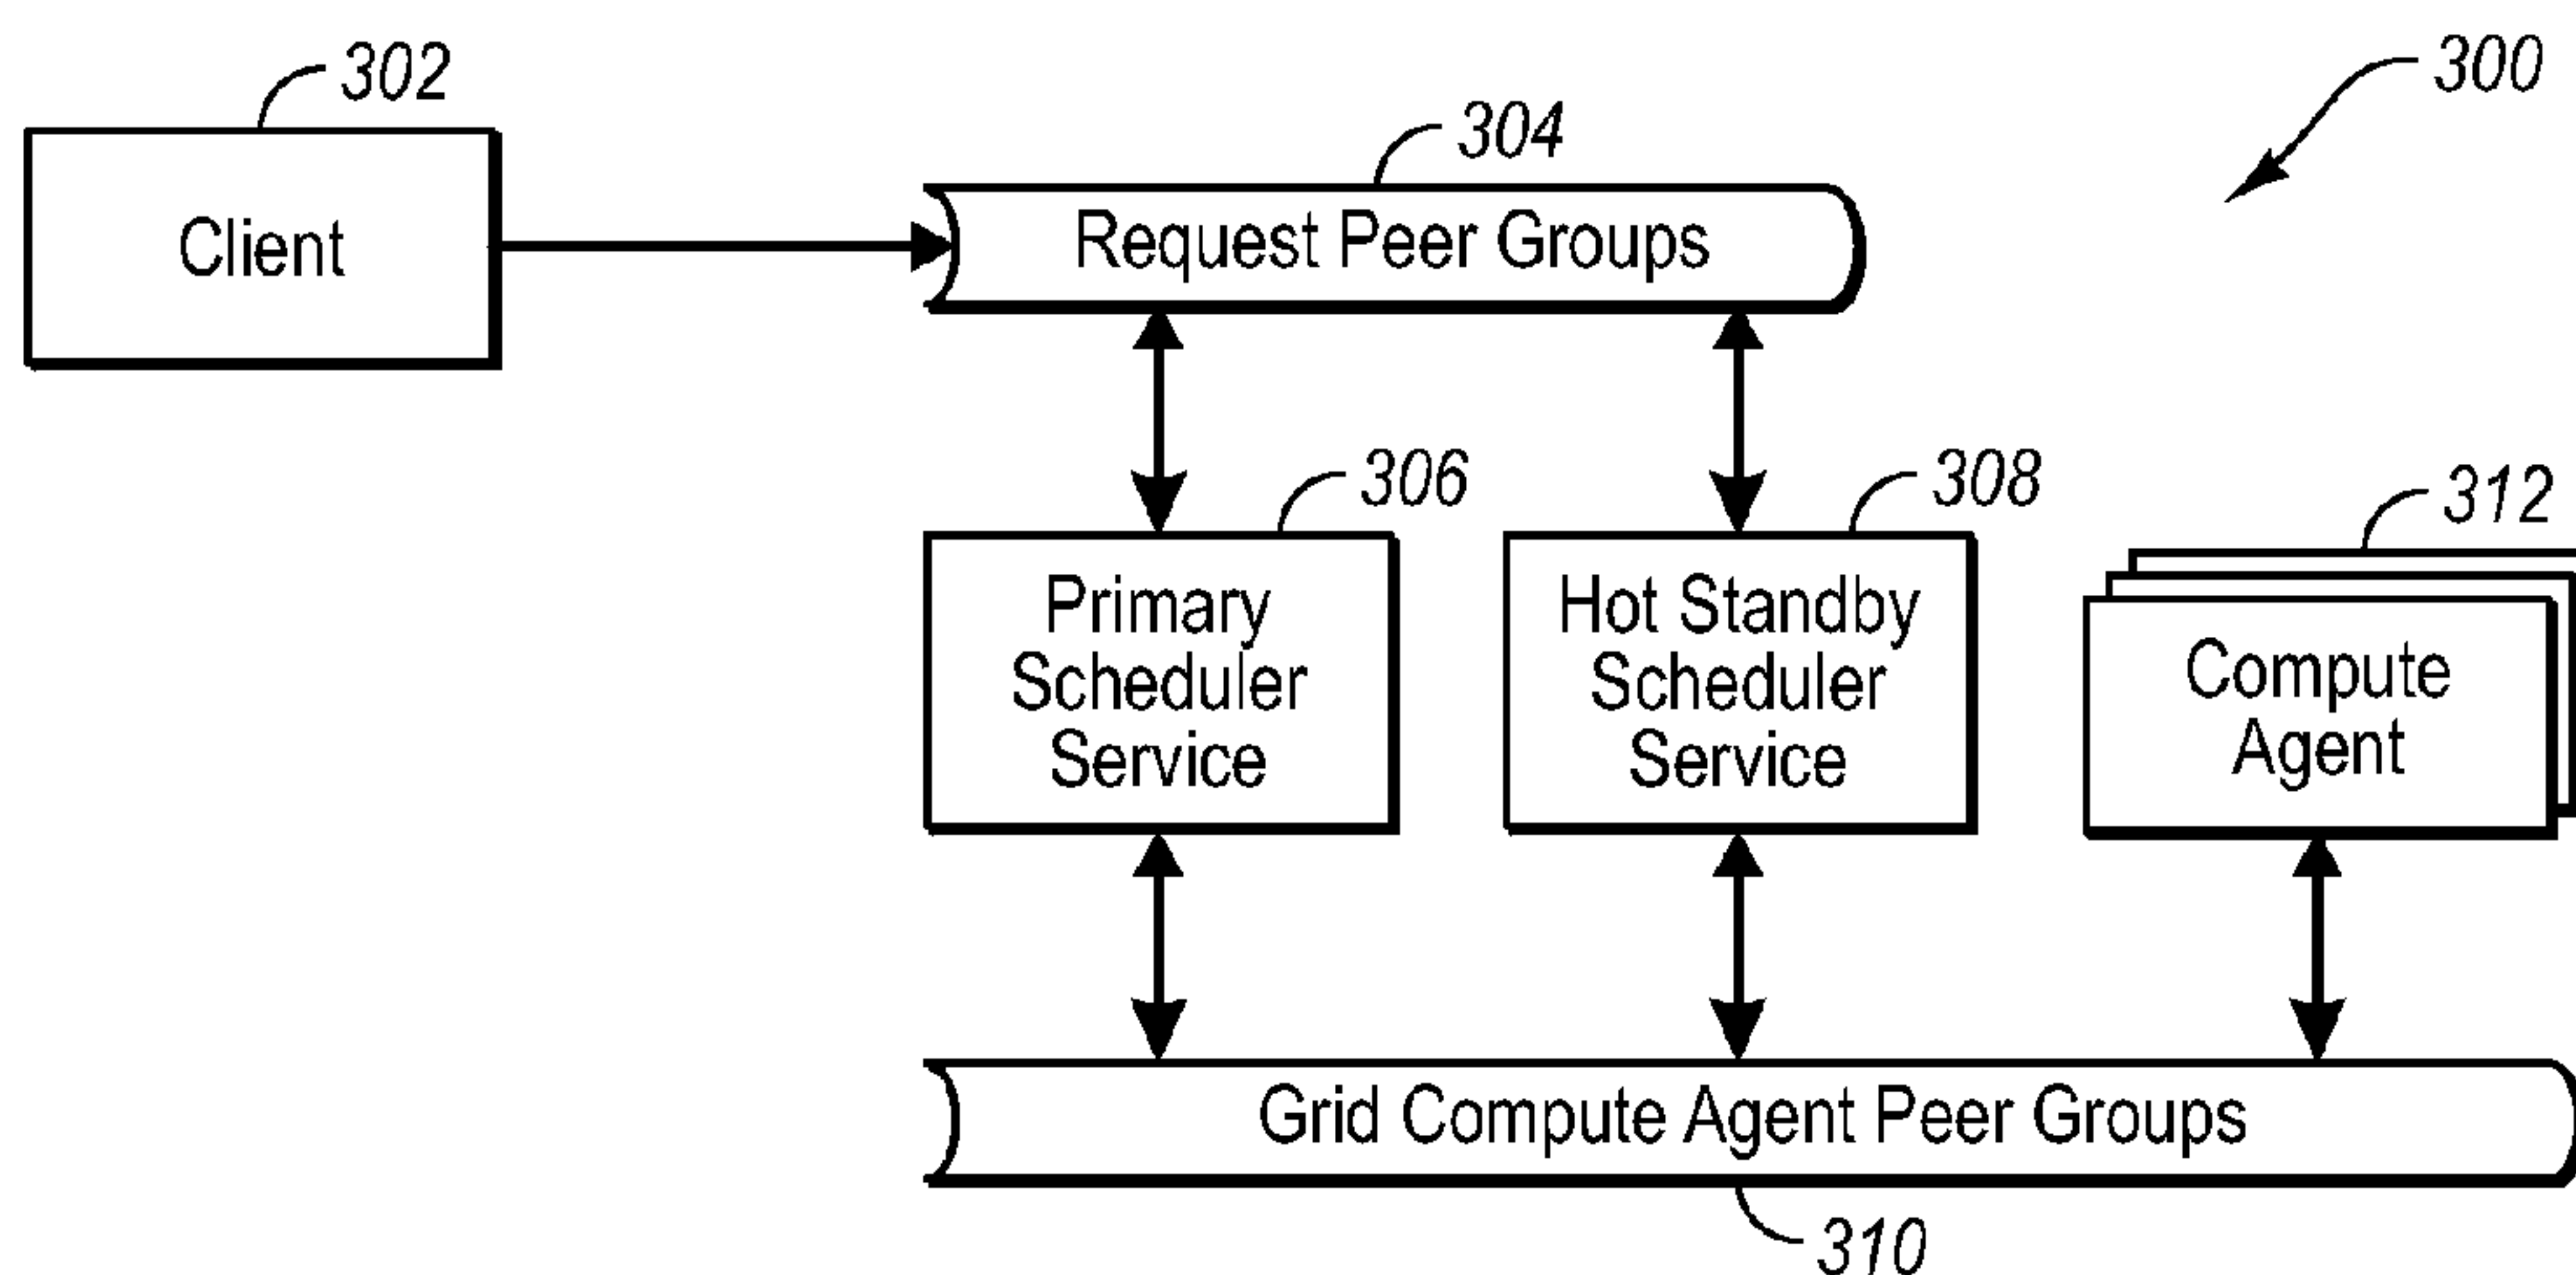 302
300
304
Client
Request Peer Groups
306
308
312
Primary
Scheduler
Service
Hot Standby
Scheduler
Service
Compute
Agent
Grid Compute Agent Peer Groups
310